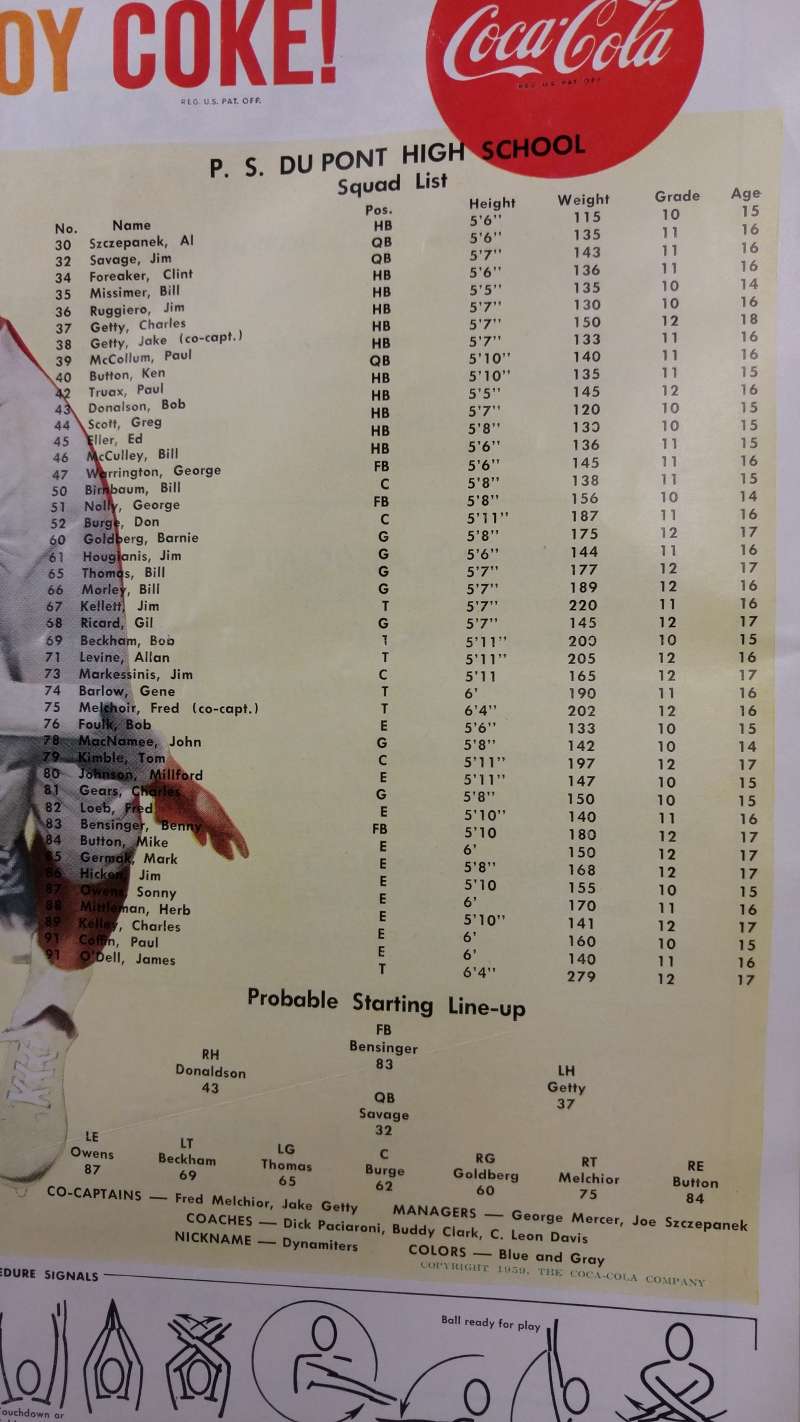 OY COKE!
REG. U.S. PAT. OFF.
Coca-Cola
REG. U.S. PAT. OFF.
P. S. DU PONT HIGH SCHOOL
Squad List
No. Name Pos. Height Weight Grade Age
30 Szczepanek, Al HB 5'6" 115 10 15
32 Savage, Jim QB 5'6" 135 11 16
34 Foreaker, Clint QB 5'7" 143 11 16
35 Missimer, Bill HB 5'6" 136 11 16
36 Ruggiero, Jim HB 5'5" 135 10 14
37 Getty, Charles HB 5'7" 130 10 16
38 Getty, Jake (co-capt.) HB 5'7" 150 12 18
39 McCollum, Paul HB 5'7" 133 11 16
40 Button, Ken QB 5'10" 140 11 16
42 Truax, Paul HB 5'10" 135 11 15
43 Donalson, Bob HB 5'5" 145 12 16
44 Scott, Greg HB 5'7" 120 10 15
45 Eller, Ed HB 5'8" 130 10 15
46 McCulley, Bill HB 5'6" 136 11 15
47 Warrington, George FB 5'6" 145 11 16
50 Birnbaum, Bill C 5'8" 138 11 15
51 Nolly, George FB 5'8" 156 10 14
52 Burge, Don C 5'11" 187 11 16
60 Goldberg, Barnie G 5'8" 175 12 17
61 Hougianis, Jim G 5'6" 144 11 16
65 Thomas, Bill G 5'7" 177 12 17
66 Morley, Bill G 5'7" 189 12 16
67 Kellett, Jim T 5'7" 220 11 16
68 Ricard, Gil G 5'7" 145 12 17
69 Beckham, Bob T 5'11" 200 10 15
71 Levine, Allan T 5'11" 205 12 16
73 Markessinis, Jim C 5'11 165 12 17
74 Barlow, Gene T 6' 190 11 16
75 Melchoir, Fred (co-capt.) T 6'4" 202 12 16
76 Foulk, Bob E 5'6" 133 10 15
78 MacNamee, John G 5'8" 142 10 14
79 Kimble, Tom C 5'11" 197 12 17
80 Johnson, Millford E 5'11" 147 10 15
81 Gears, Charles G 5'8" 150 10 15
82 Loeb, Fred E 5'10" 140 11 16
83 Bensinger, Benny FB 5'10 180 12 17
84 Button, Mike E 6' 150 12 17
85 Germak, Mark E 5'8" 168 12 17
86 Hicken, Jim E 5'10 155 10 15
87 Owens, Sonny E 6' 170 11 16
88 Mittleman, Herb E 5'10" 141 12 17
89 Kelley, Charles E 6' 160 10 15
91 Coffin, Paul E 6' 140 11 16
91 O'Dell, James T 6'4" 279 12 17
Probable Starting Line-up
FB
Bensinger
83
RH
Donaldson
43
LH
Getty
37
QB
Savage
32
LE
Owens
87
LT
Beckham
69
LG
Thomas
65
C
Burge
62
RG
Goldberg
60
RT
Melchior
75
RE
Button
84
CO-CAPTAINS — Fred Melchior, Jake Getty MANAGERS — George Mercer, Joe Szczepanek
COACHES — Dick Paciaroni, Buddy Clark, C. Leon Davis
NICKNAME — Dynamiters COLORS — Blue and Gray
COPYRIGHT 1959, THE COCA-COLA COMPANY
EDURE SIGNALS
Ball ready for play
Touchdown or